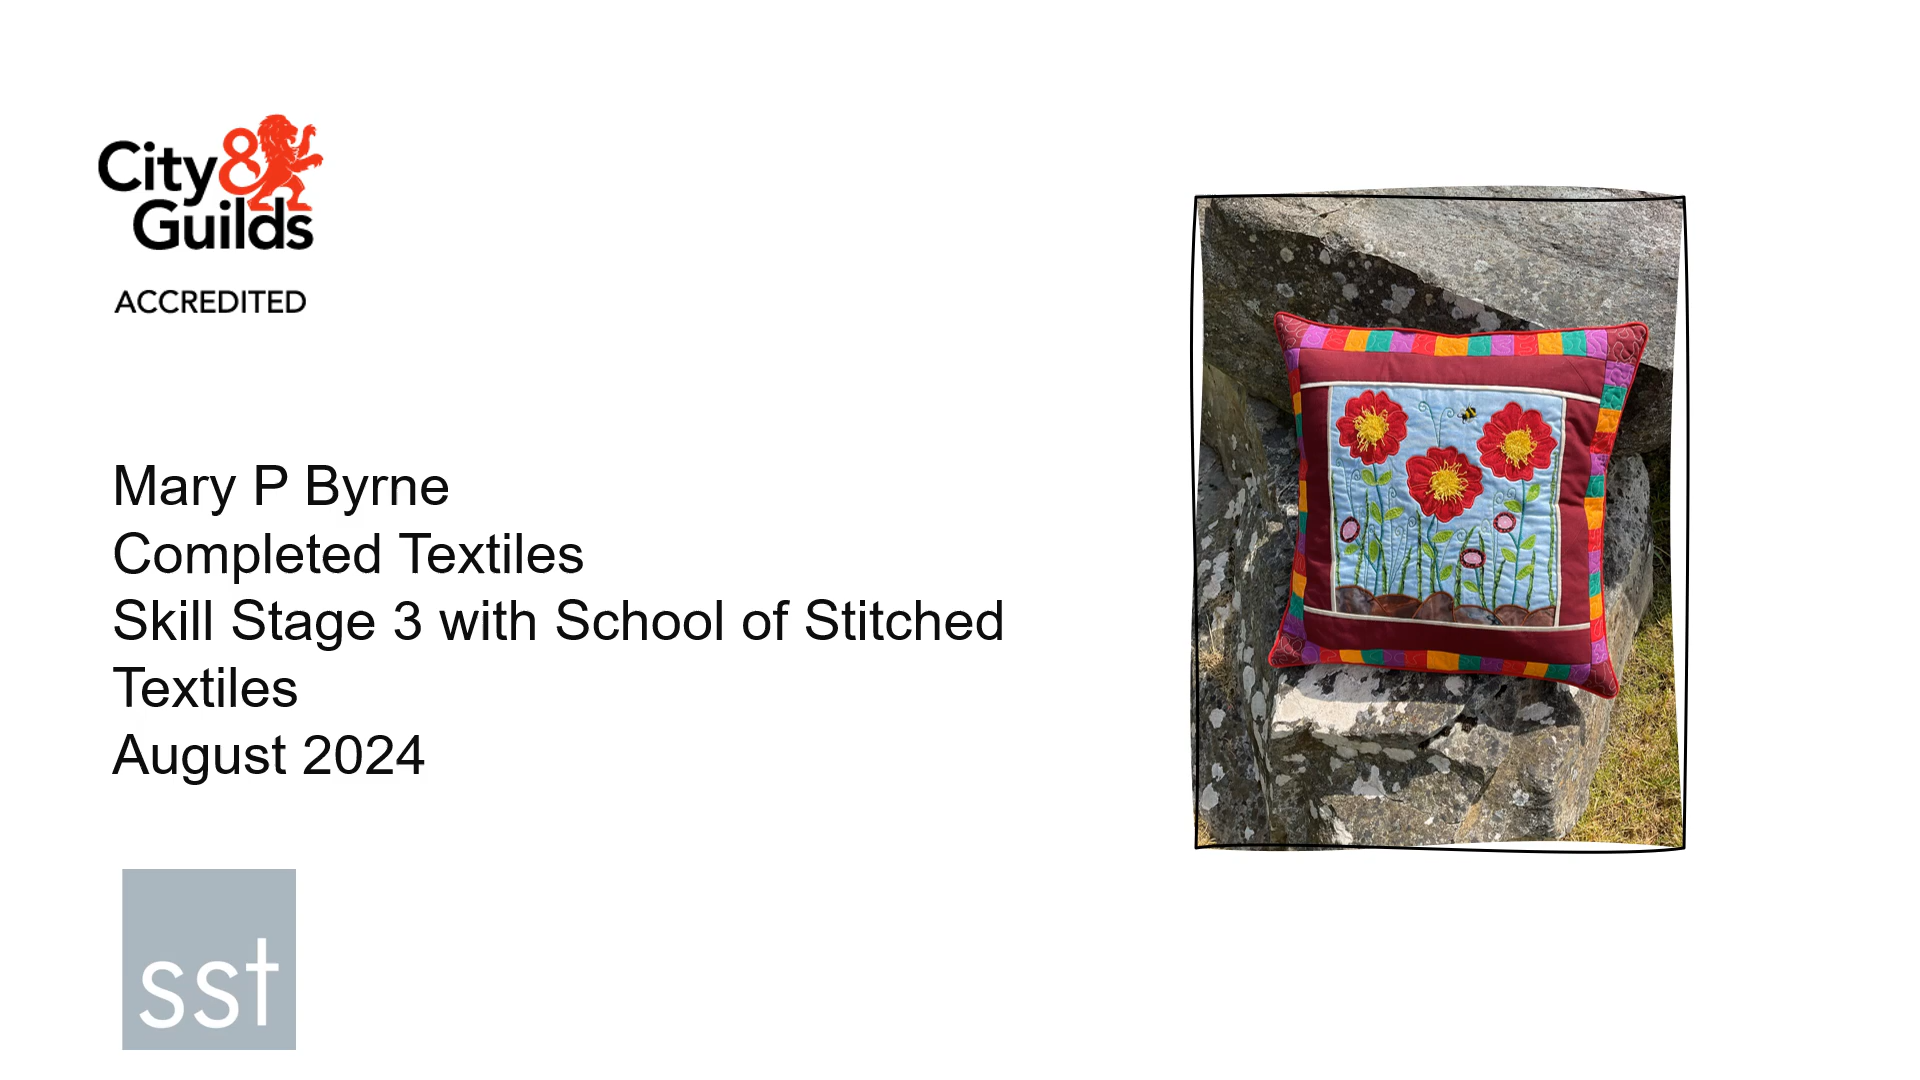 City&
Guilds
ACCREDITED
Mary P Byrne
Completed Textiles
Skill Stage 3 with School of Stitched
Textiles
August 2024
sst